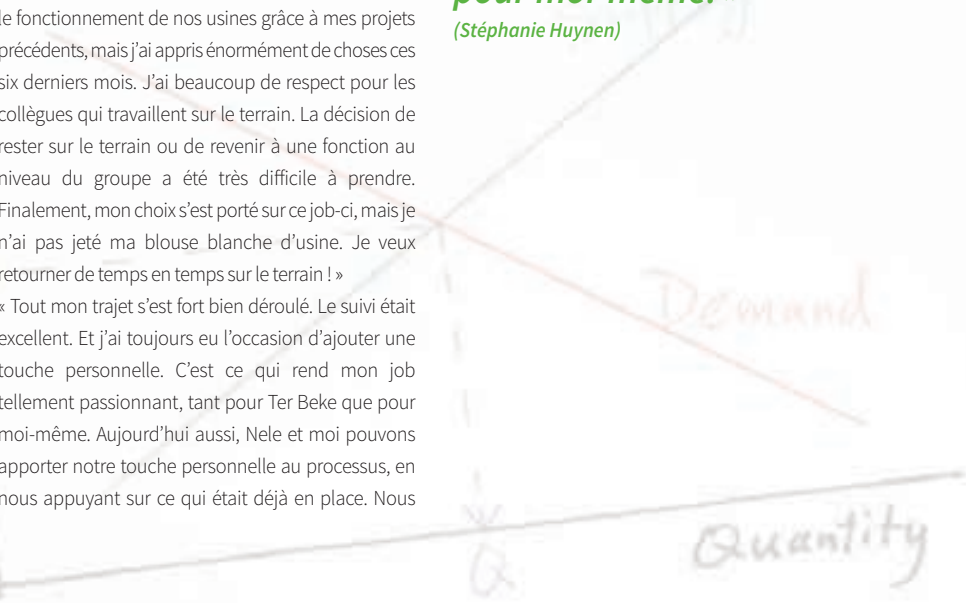 le fonctionnement de nos usines grâce à mes projets
précédents, mais j'ai appris énormément de choses ces
six derniers mois. J'ai beaucoup de respect pour les
collègues qui travaillent sur le terrain. La décision de
rester sur le terrain ou de revenir à une fonction au
niveau du groupe a été très difficile à prendre.
Finalement, mon choix s'est porté sur ce job-ci, mais je
n'ai pas jeté ma blouse blanche d'usine. Je veux
retourner de temps en temps sur le terrain ! »
« Tout mon trajet s'est fort bien déroulé. Le suivi était
excellent. Et j'ai toujours eu l'occasion d'ajouter une
touche personnelle. C'est ce qui rend mon job
tellement passionnant, tant pour Ter Beke que pour
moi-même. Aujourd'hui aussi, Nele et moi pouvons
apporter notre touche personnelle au processus, en
nous appuyant sur ce qui était déjà en place. Nous
pour moi-même. »
(Stéphanie Huynen)
Demand
Quantity
Q